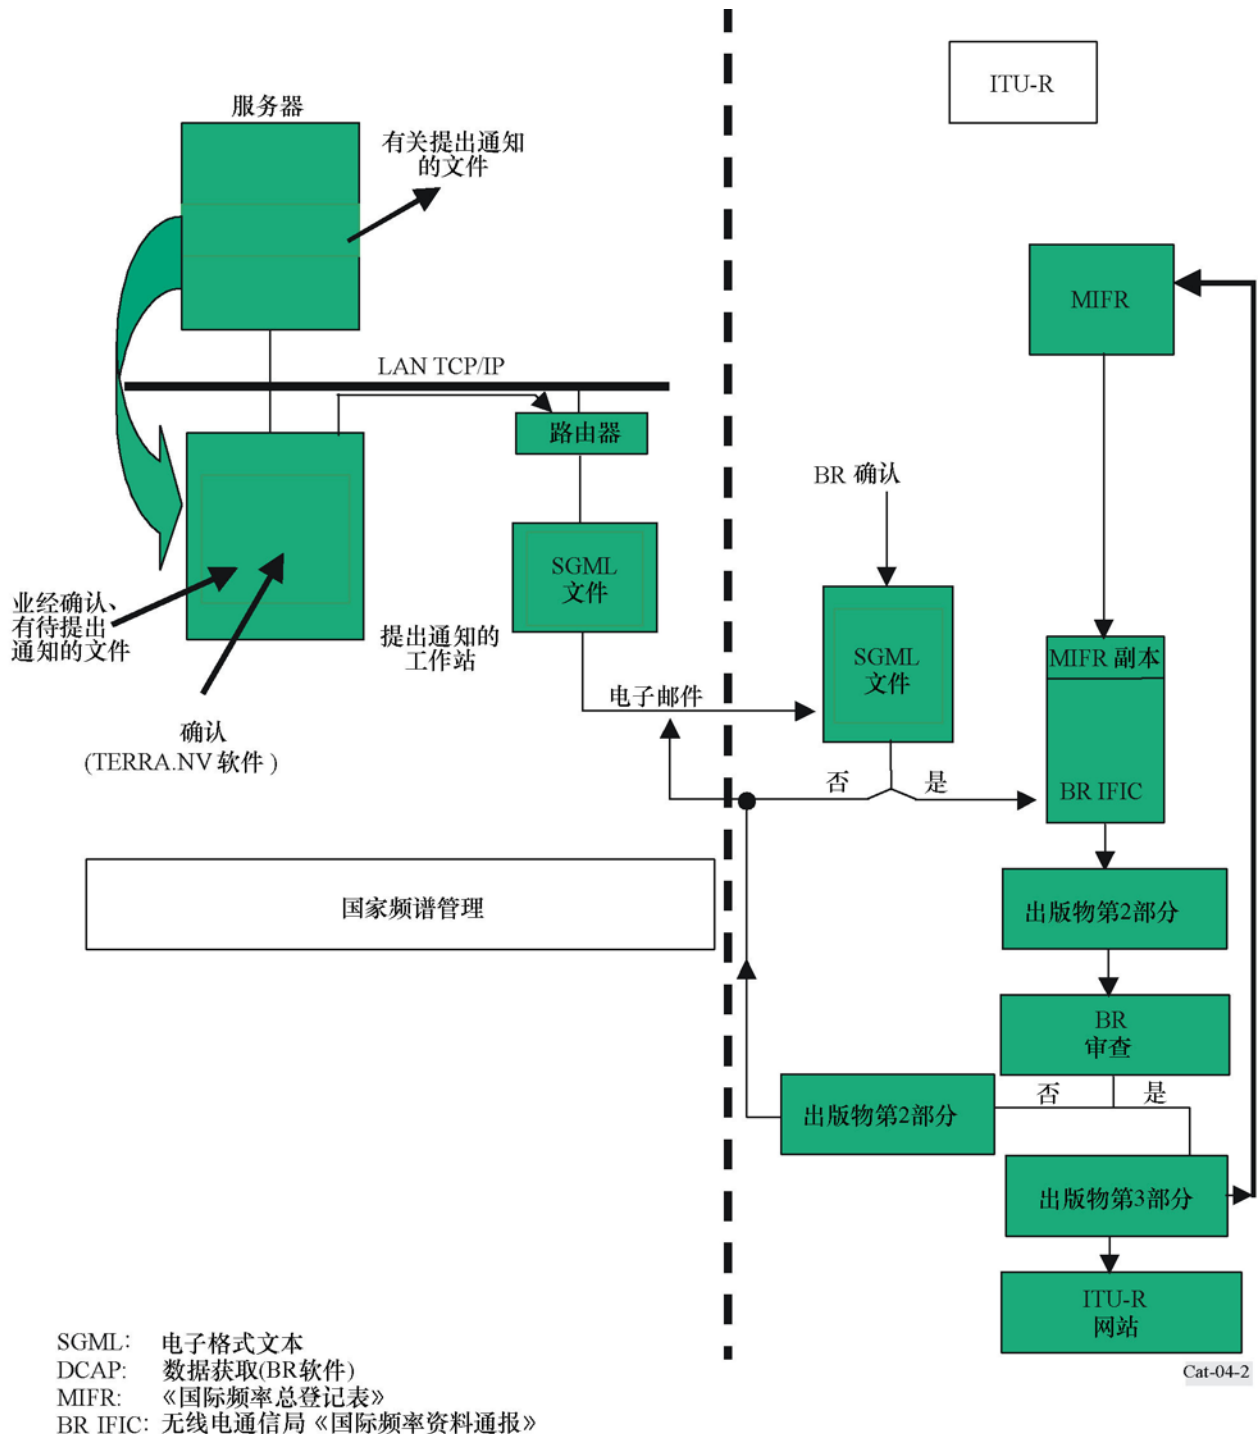 ITU-R
服务器
有关提出通知
的文件
MIFR
LAN TCP/IP
路由器
BR 确认
SGML
文件
业经确认、
有待提出
通知的文件
提出通知的
工作站
SGML
文件
MIFR 副本
电子邮件
确认
(TERRA.NV 软件 )
否
是
BR IFIC
国家频谱管理
出版物第2部分
BR
审查
否
是
出版物第2部分
出版物第3部分
ITU-R
网站
Cat-04-2
SGML: 电子格式文本
DCAP: 数据获取(BR软件)
MIFR: 《国际频率总登记表》
BR IFIC: 无线电通信局《国际频率资料通报》